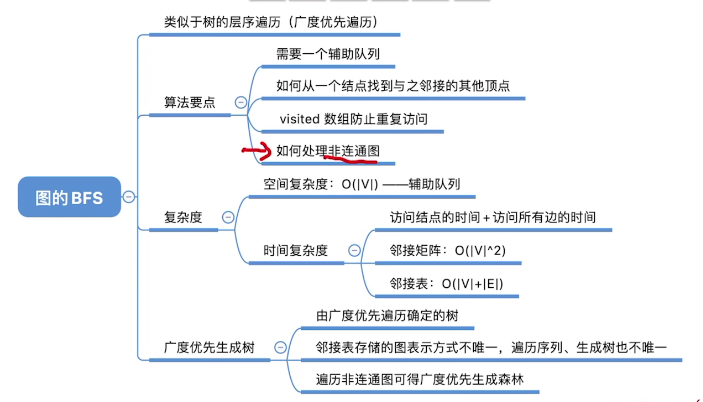 类似于树的层序遍历（广度优先遍历）
需要一个辅助队列
如何从一个结点找到与之邻接的其他顶点
算法要点
visited 数组防止重复访问
如何处理非连通图
图的BFS
空间复杂度：O(|V|) ——辅助队列
复杂度
访问结点的时间 + 访问所有边的时间
时间复杂度
邻接矩阵：O(|V|^2)
邻接表：O(|V|+|E|)
由广度优先遍历确定的树
广度优先生成树
邻接表存储的图表示方式不唯一，遍历序列、生成树也不唯一
遍历非连通图可得广度优先生成森林